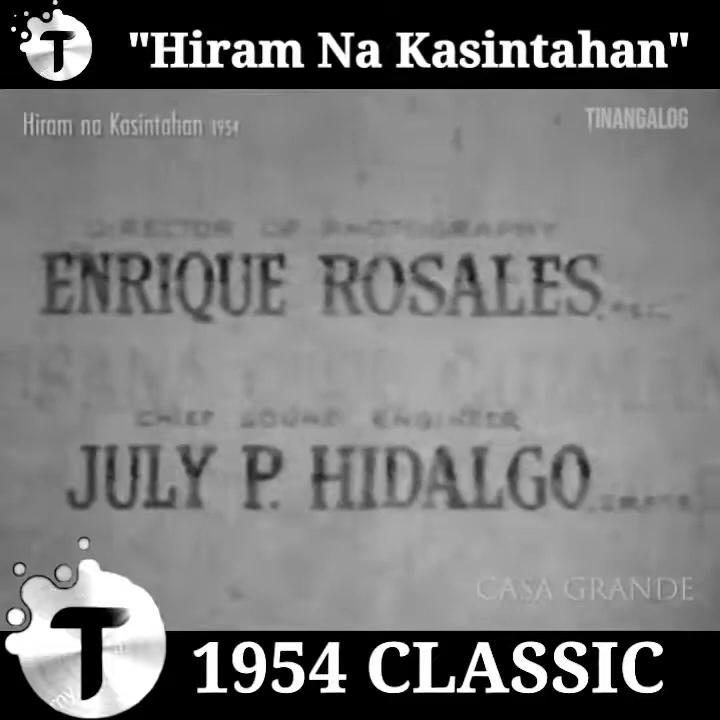 T
"Hiram Na Kasintahan"
Hiram na Kasintahan 1954
TINANGALOG
DIRECTOR OF PHOTOGRAPHY
ENRIQUE ROSALES
CHIEF SOUND ENGINEER
JULY P. HIDALGO
CASA GRANDE
T
my
1954 CLASSIC